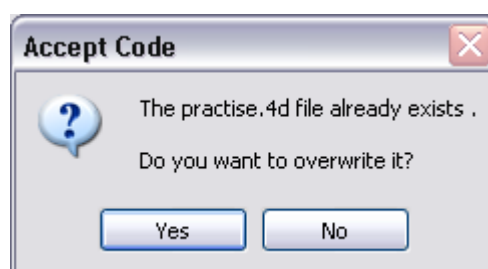 Accept Code
The practise.4d file already exists .
Do you want to overwrite it?
Yes No